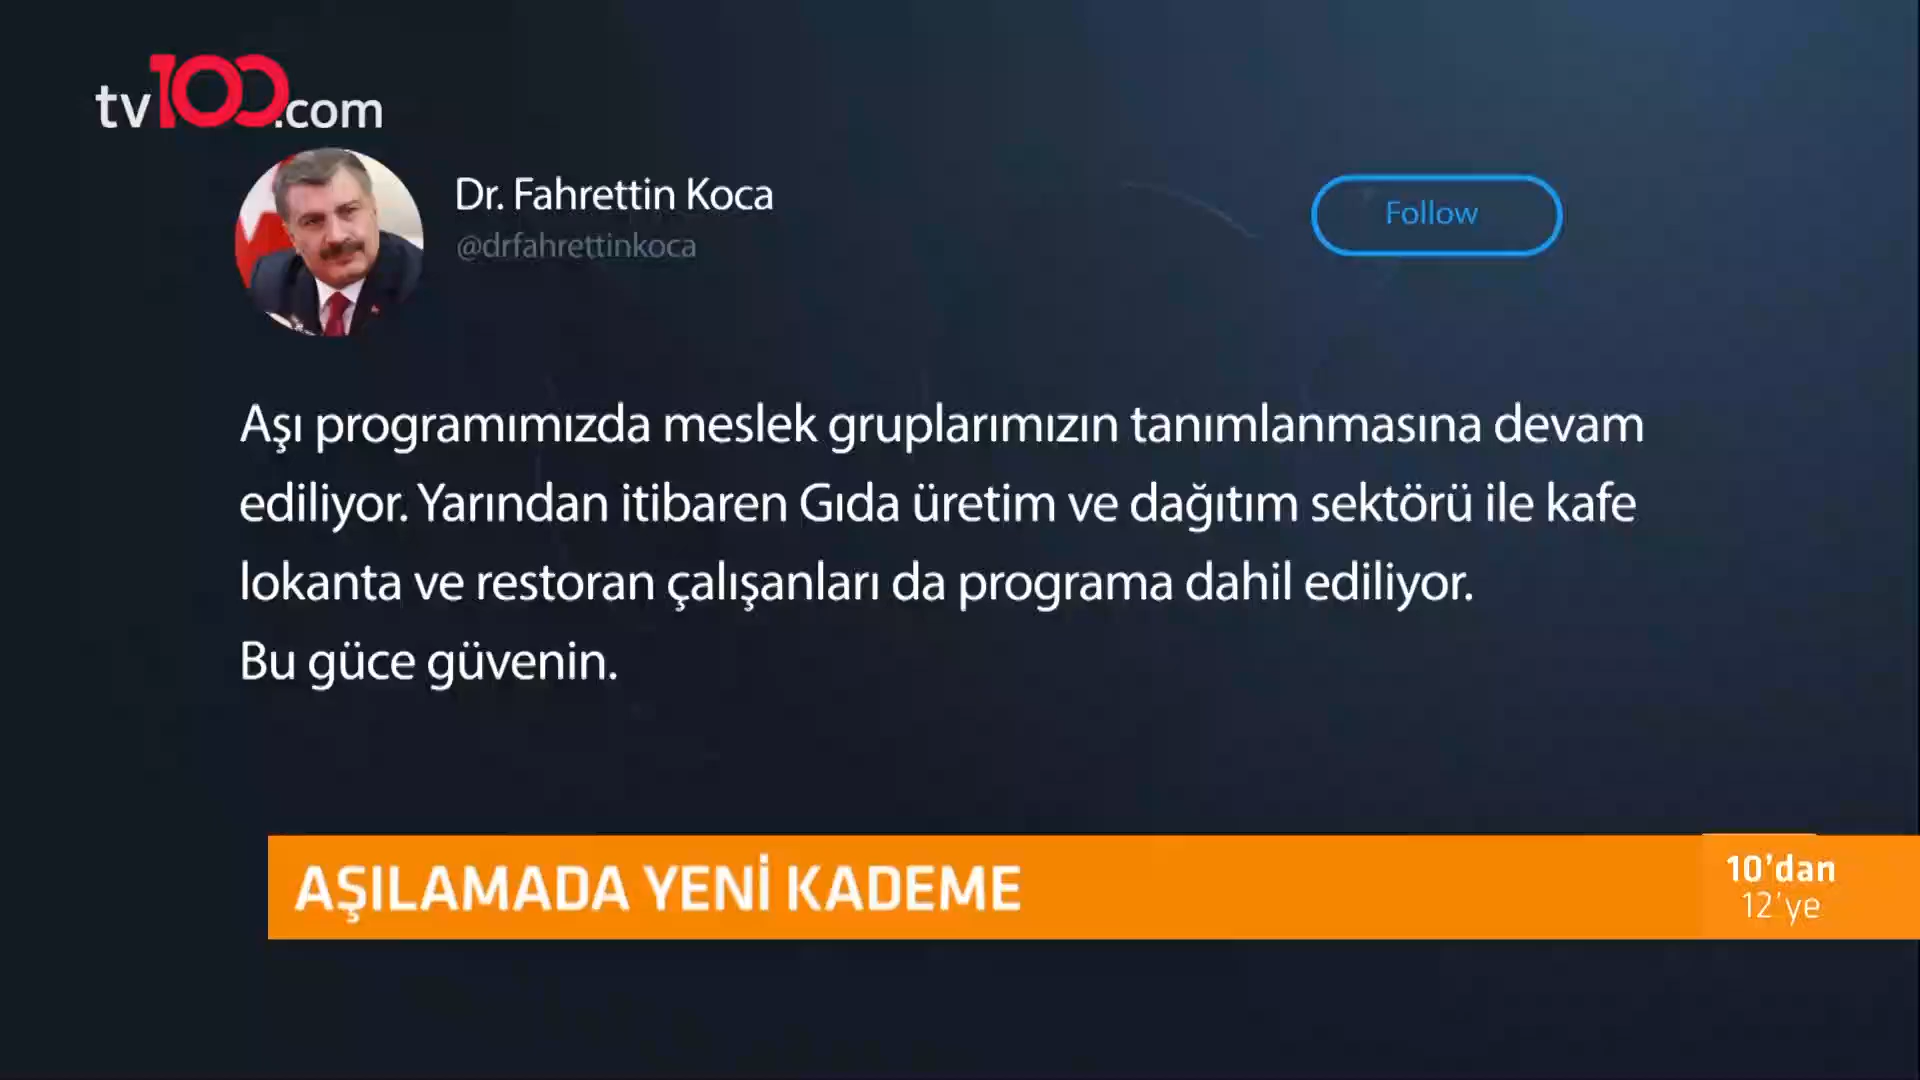 tv100.com
Dr. Fahrettin Koca
@drfahrettinkoca
Follow
Aşı programımızda meslek gruplarımızın tanımlanmasına devam
ediliyor. Yarından itibaren Gıda üretim ve dağıtım sektörü ile kafe
lokanta ve restoran çalışanları da programa dahil ediliyor.
Bu güce güvenin.
AŞILAMADA YENİ KADEME
10'dan
12'ye